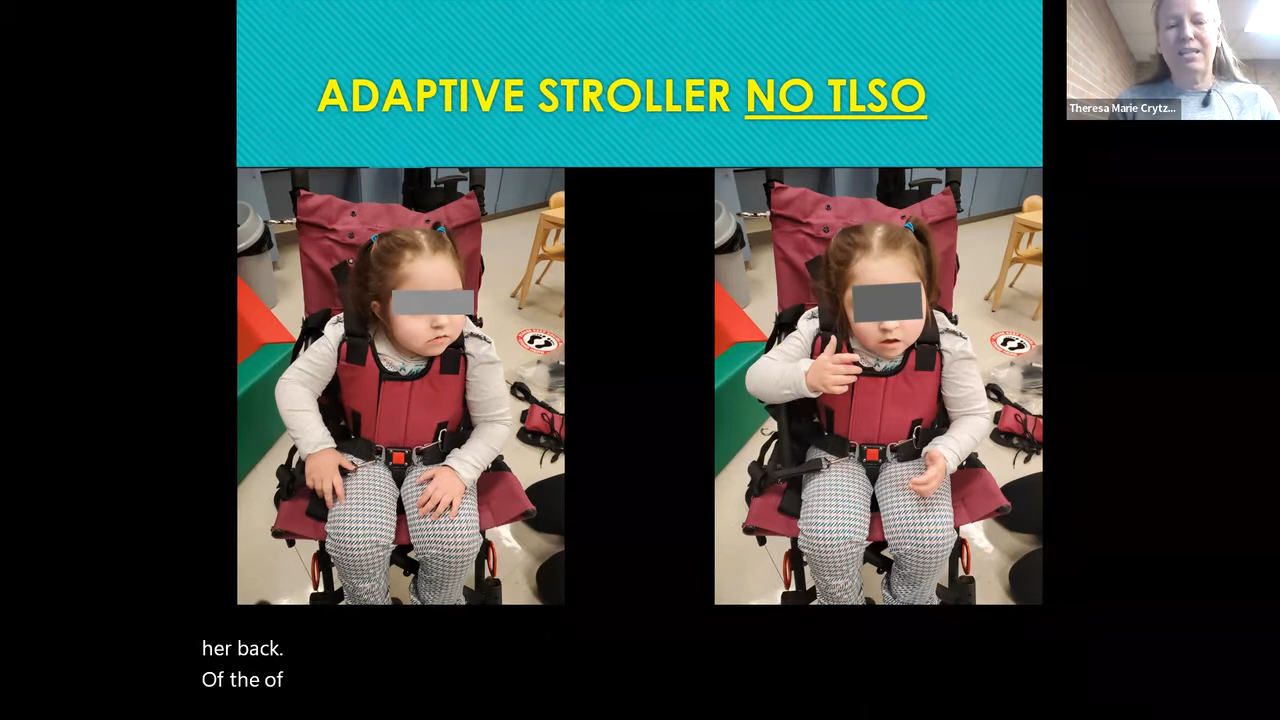 ADAPTIVE STROLLER NO TLSO
Theresa Marie Crytz...
her back.
Of the of